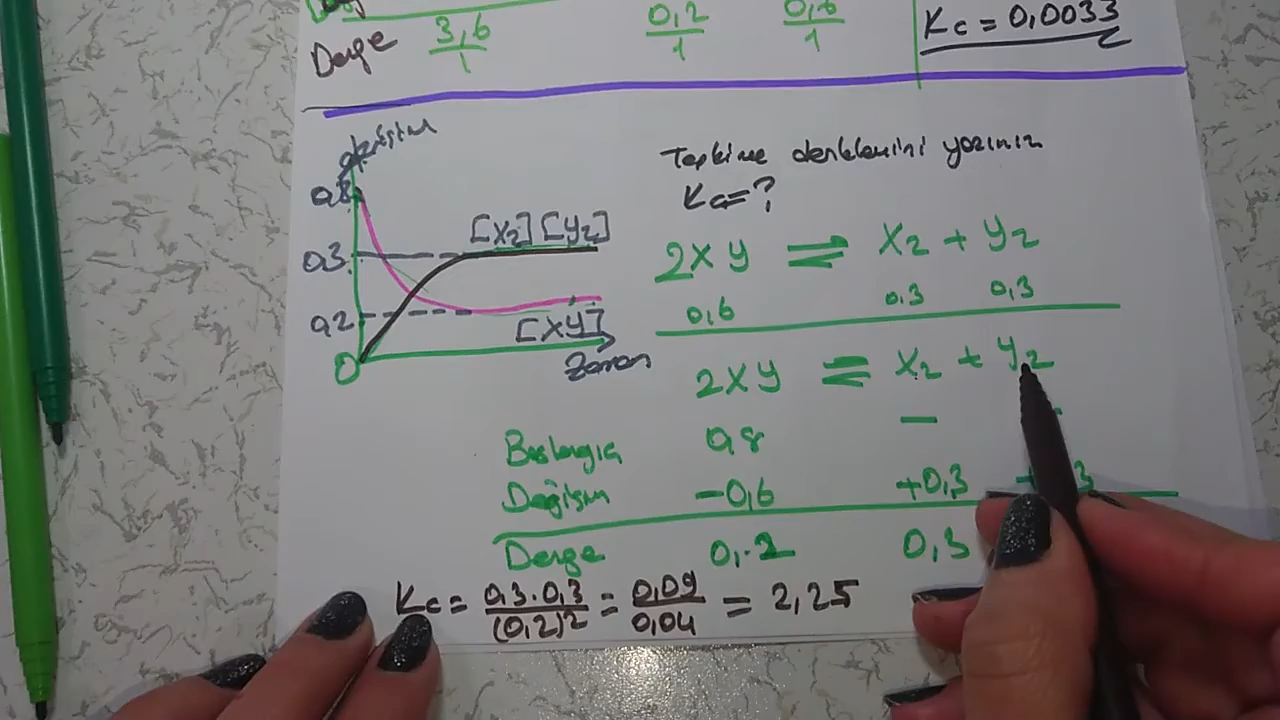 Denge 3,6/1 0,2/1 0,6/1
Kc = 0,0033
derişim
0,8
0,3
0,2
0
[X2] [Y2]
[XY]
Zaman
Tepkime denklemini yazınız
Kc=?
2XY ⇌ X2 + Y2
0,6 0,3 0,3
2XY ⇌ X2 + Y2
Başlangıç 0,8 —
Değişim -0,6 +0,3 + 3
Denge 0,2 0,3
Kc = 0,3.0,3/(0,2)² = 0,09/0,04 = 2,25